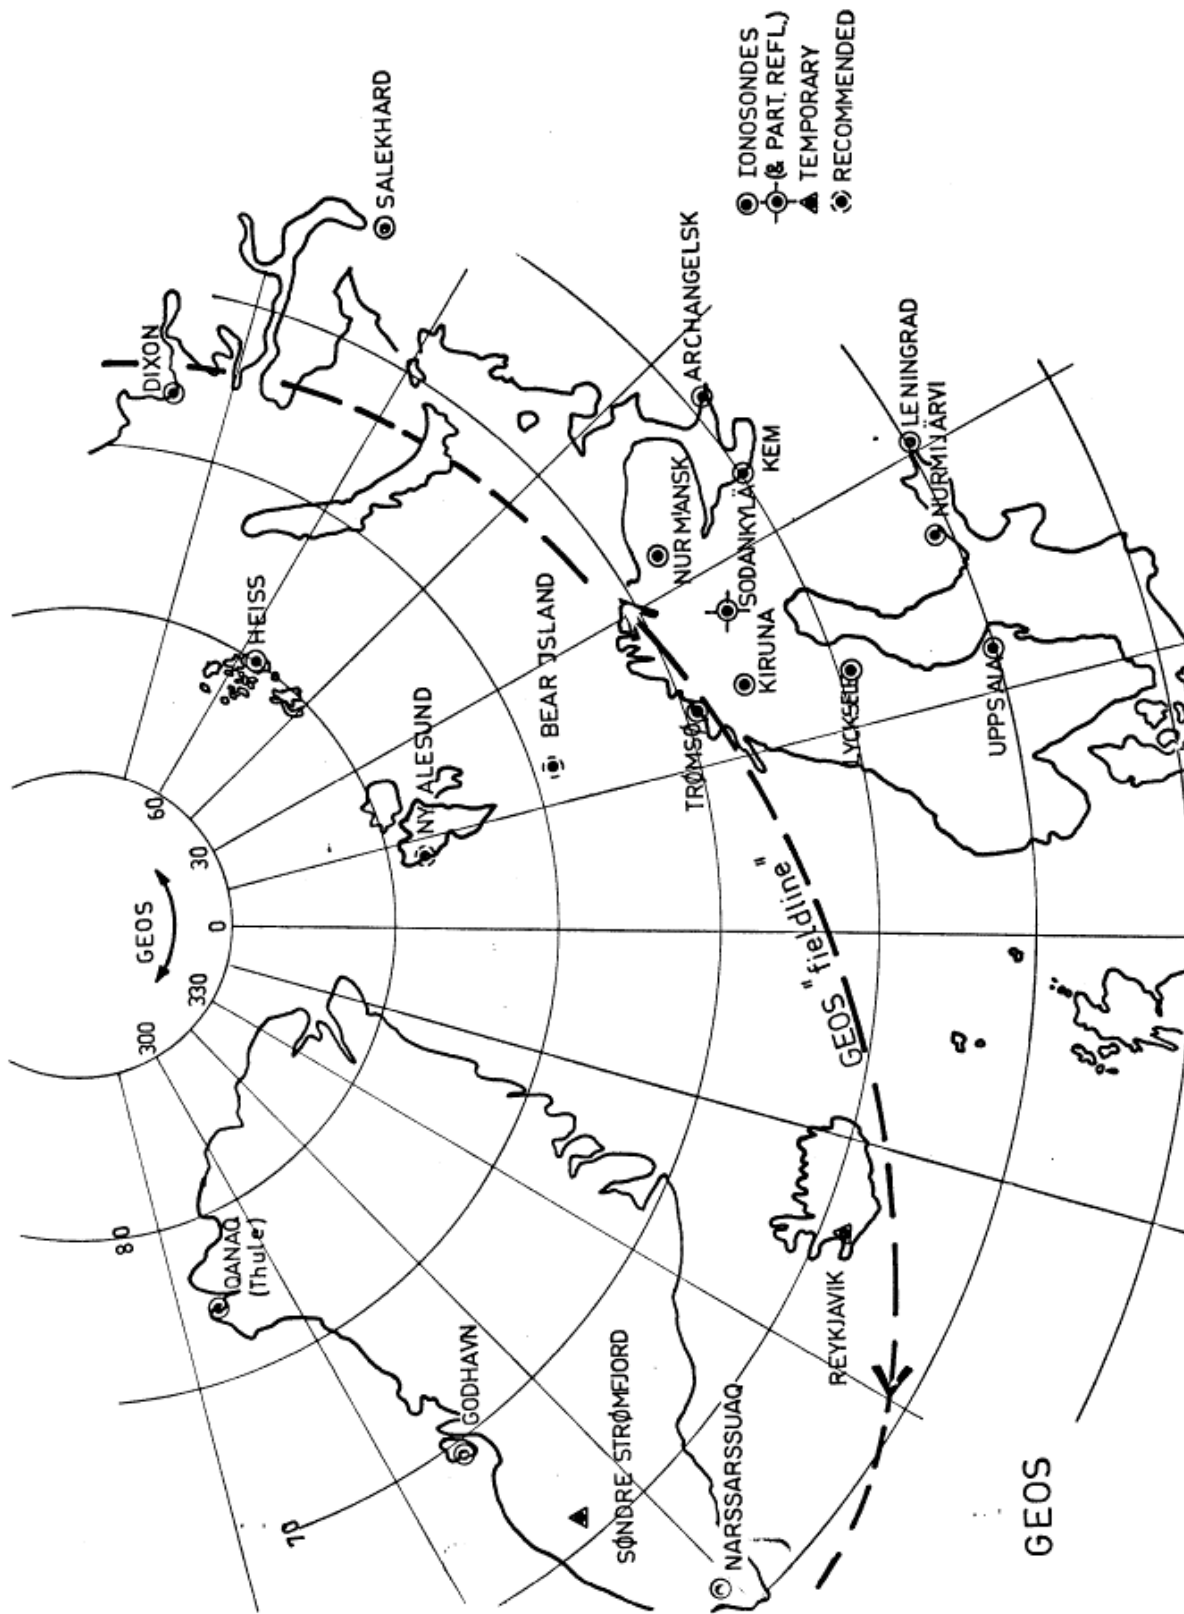 SALEKHARD
DIXON
IONOSONDES
(& PART. REFL.)
TEMPORARY
RECOMMENDED
ARCHANGELSK
LENINGRAD
NURMIJÄRVI
KEM
NURMANSK
SODANKYLÄ
KIRUNA
HEISS
BEAR JSLAND
NY ALESUND
TRØMSØ
LYCKSELE
UPPSALA
60
30
0
330
300
GEOS
GEOS "fieldline"
80
QANAQ
(Thule)
GODHAVN
70
SØNDRE STRØMFJORD
REYKJAVIK
NARSSARSSUAQ
GEOS